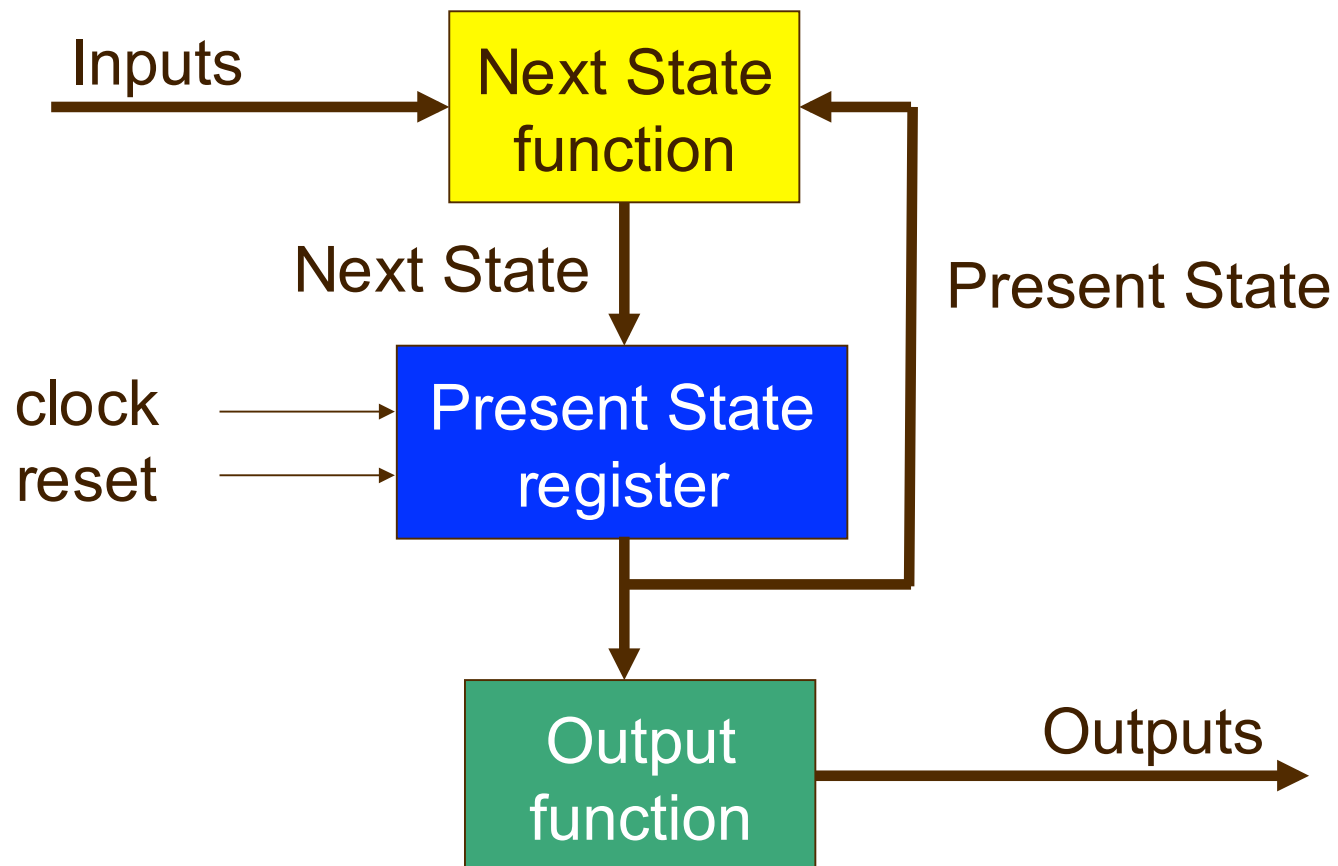 Inputs
Next State
function
Next State
Present State
clock
reset
Present State
register
Output
function
Outputs